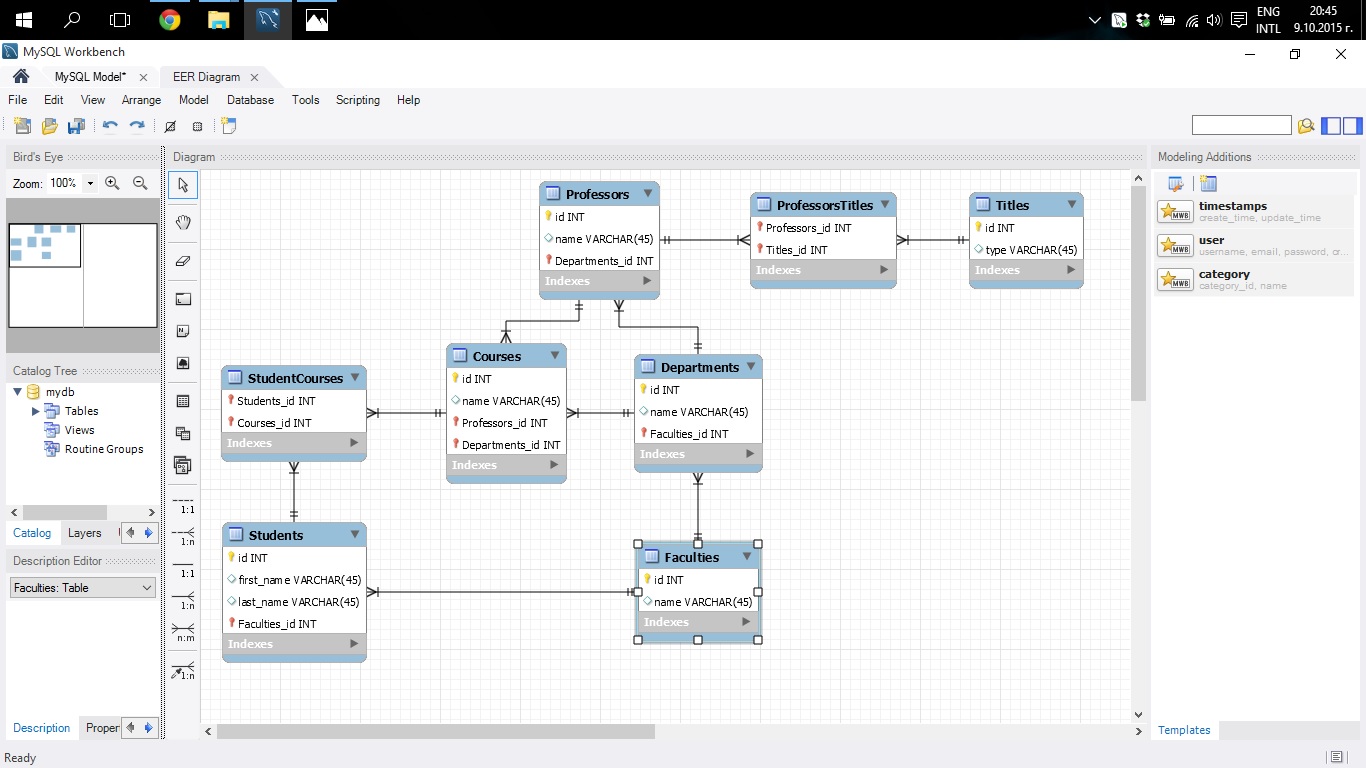 ENG
INTL
20:45
9.10.2015 г.
MySQL Workbench
MySQL Model*
EER Diagram
File Edit View Arrange Model Database Tools Scripting Help
Bird's Eye
Zoom: 100%
Catalog Tree
mydb
Tables
Views
Routine Groups
Catalog Layers
Description Editor
Faculties: Table
Description Proper
Diagram
1:1
1:n
1:1
1:n
n:m
1:n
Professors
id INT
name VARCHAR(45)
Departments_id INT
Indexes
ProfessorsTitles
Professors_id INT
Titles_id INT
Indexes
Titles
id INT
type VARCHAR(45)
Indexes
StudentCourses
Students_id INT
Courses_id INT
Indexes
Courses
id INT
name VARCHAR(45)
Professors_id INT
Departments_id INT
Indexes
Departments
id INT
name VARCHAR(45)
Faculties_id INT
Indexes
Students
id INT
first_name VARCHAR(45)
last_name VARCHAR(45)
Faculties_id INT
Indexes
Faculties
id INT
name VARCHAR(45)
Indexes
Modeling Additions
MWB
timestamps
create_time, update_time
MWB
user
username, email, password, cr...
MWB
category
category_id, name
Templates
Ready